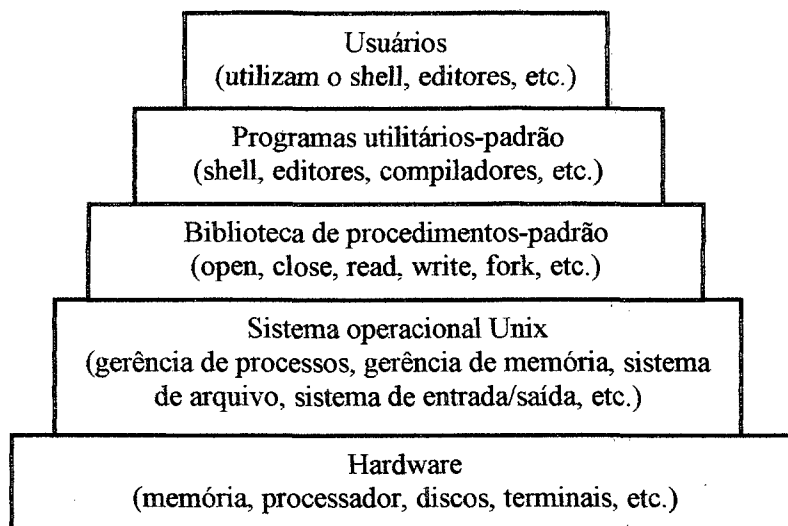 Usuários
(utilizam o shell, editores, etc.)
Programas utilitários-padrão
(shell, editores, compiladores, etc.)
Biblioteca de procedimentos-padrão
(open, close, read, write, fork, etc.)
Sistema operacional Unix
(gerência de processos, gerência de memória, sistema
de arquivo, sistema de entrada/saída, etc.)
Hardware
(memória, processador, discos, terminais, etc.)